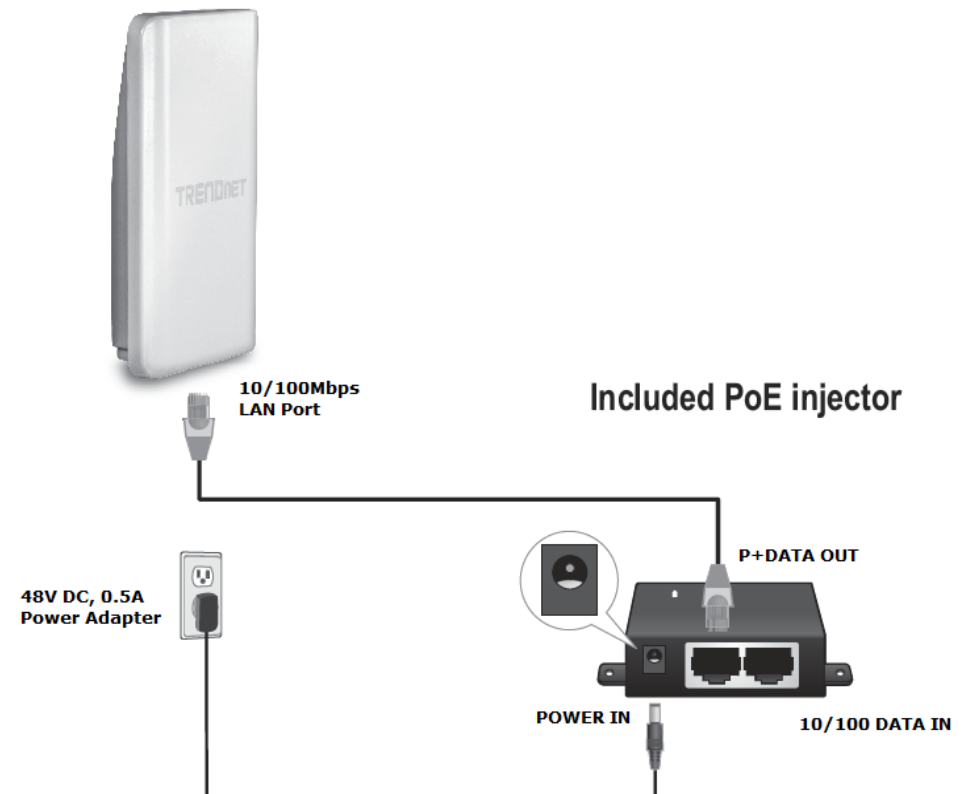 TRENDNET
10/100Mbps
LAN Port
Included PoE injector
P+DATA OUT
48V DC, 0.5A
Power Adapter
POWER IN
10/100 DATA IN